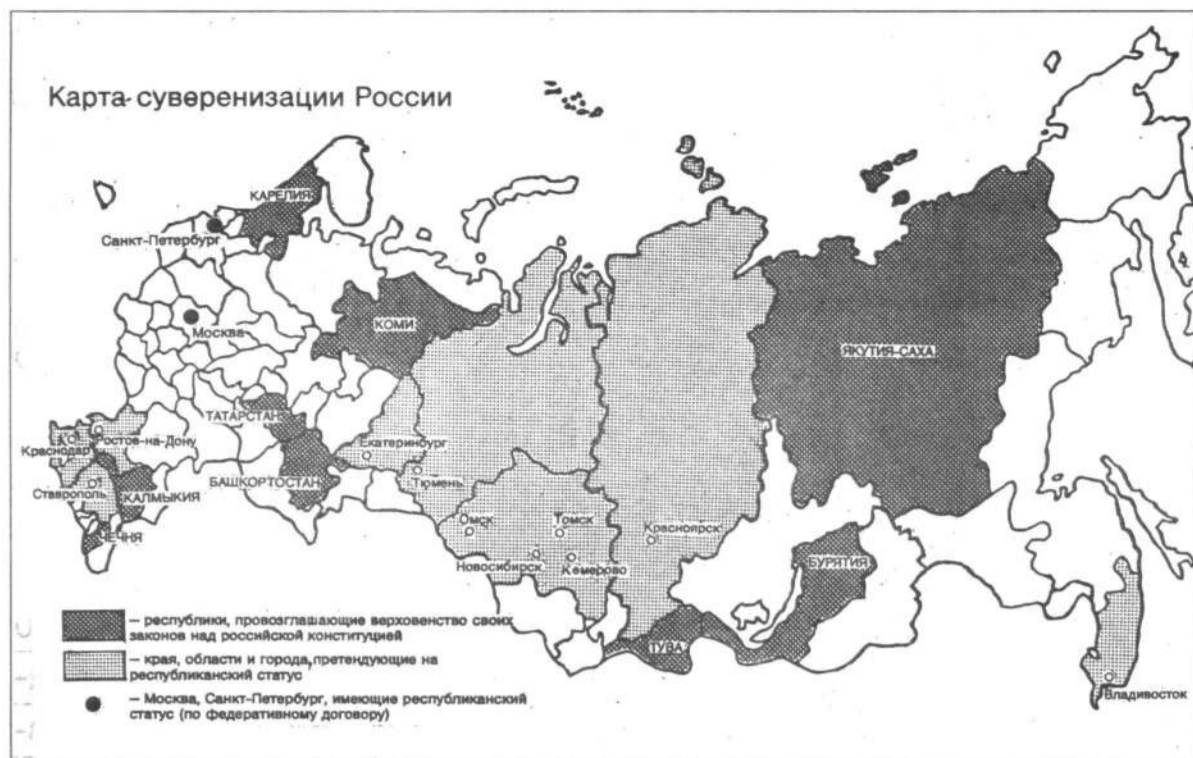 Карта суверенизации России
КАРЕЛИЯ
Санкт-Петербург
Москва
КОМИ
ЯКУТИЯ-САХА
ТАТАРСТАН
Ростов-на-Дону
Краснодар
Екатеринбург
БАШКОРТОСТАН
Тюмень
Ставрополь
КАЛМЫКИЯ
Омск
Томск
Красноярск
ЧЕЧНЯ
Новосибирск
Кемерово
БУРЯТИЯ
ТУВА
Владивосток
– республики, провозглашающие верховенство своих
законов над российской конституцией
– края, области и города, претендующие на
республиканский статус
– Москва, Санкт-Петербург, имеющие республиканский
статус (по федеративному договору)